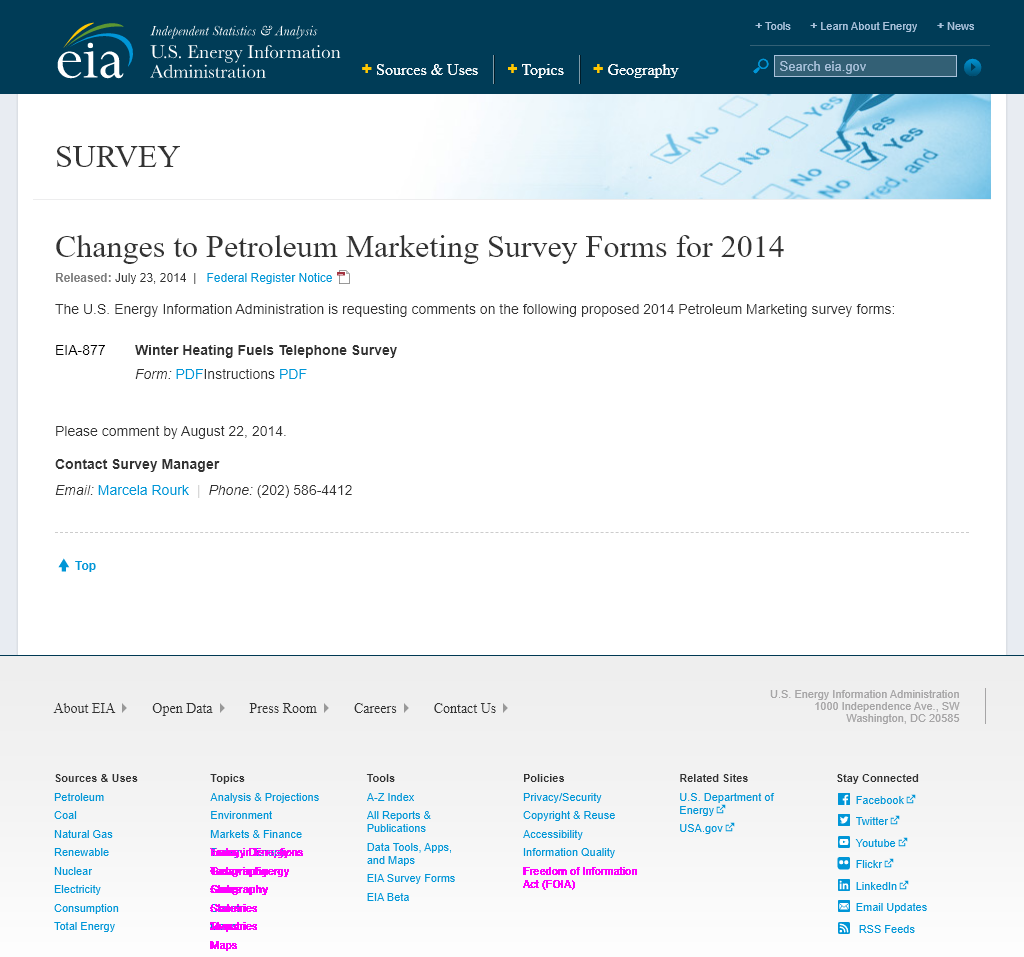 + Tools + Learn About Energy + News
Independent Statistics & Analysis
eia U.S. Energy Information
Administration
+ Sources & Uses + Topics + Geography
Search eia.gov
No Yes
Yes
No Yes
No
No
SURVEY
Changes to Petroleum Marketing Survey Forms for 2014
Released: July 23, 2014 | Federal Register Notice
The U.S. Energy Information Administration is requesting comments on the following proposed 2014 Petroleum Marketing survey forms:
EIA-877 Winter Heating Fuels Telephone Survey
Form: PDFInstructions PDF
Please comment by August 22, 2014.
Contact Survey Manager
Email: Marcela Rourk | Phone: (202) 586-4412
Top
About EIA Open Data Press Room Careers Contact Us
U.S. Energy Information Administration
1000 Independence Ave., SW
Washington, DC 20585
Sources & Uses
Petroleum
Coal
Natural Gas
Renewable
Nuclear
Electricity
Consumption
Total Energy
Topics
Analysis & Projections
Environment
Markets & Finance
Geography
Maps
Tools
A-Z Index
All Reports &
Publications
Data Tools, Apps,
and Maps
EIA Survey Forms
EIA Beta
Policies
Privacy/Security
Copyright & Reuse
Accessibility
Information Quality
Freedom of Information
Act (FOIA)
Related Sites
U.S. Department of
Energy
USA.gov
Stay Connected
Facebook
Twitter
Youtube
Flickr
LinkedIn
Email Updates
RSS Feeds